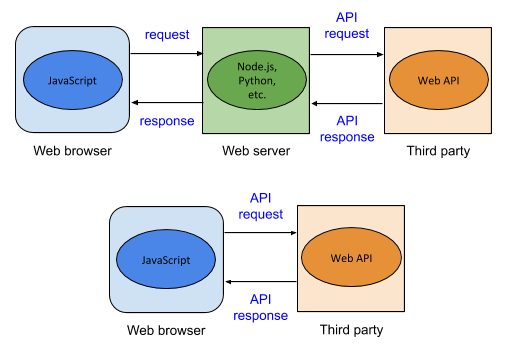 API
request
request
JavaScript
Node.js,
Python,
etc.
Web API
response
API
response
Web browser
Web server
Third party
API
request
JavaScript
Web API
API
response
Web browser
Third party